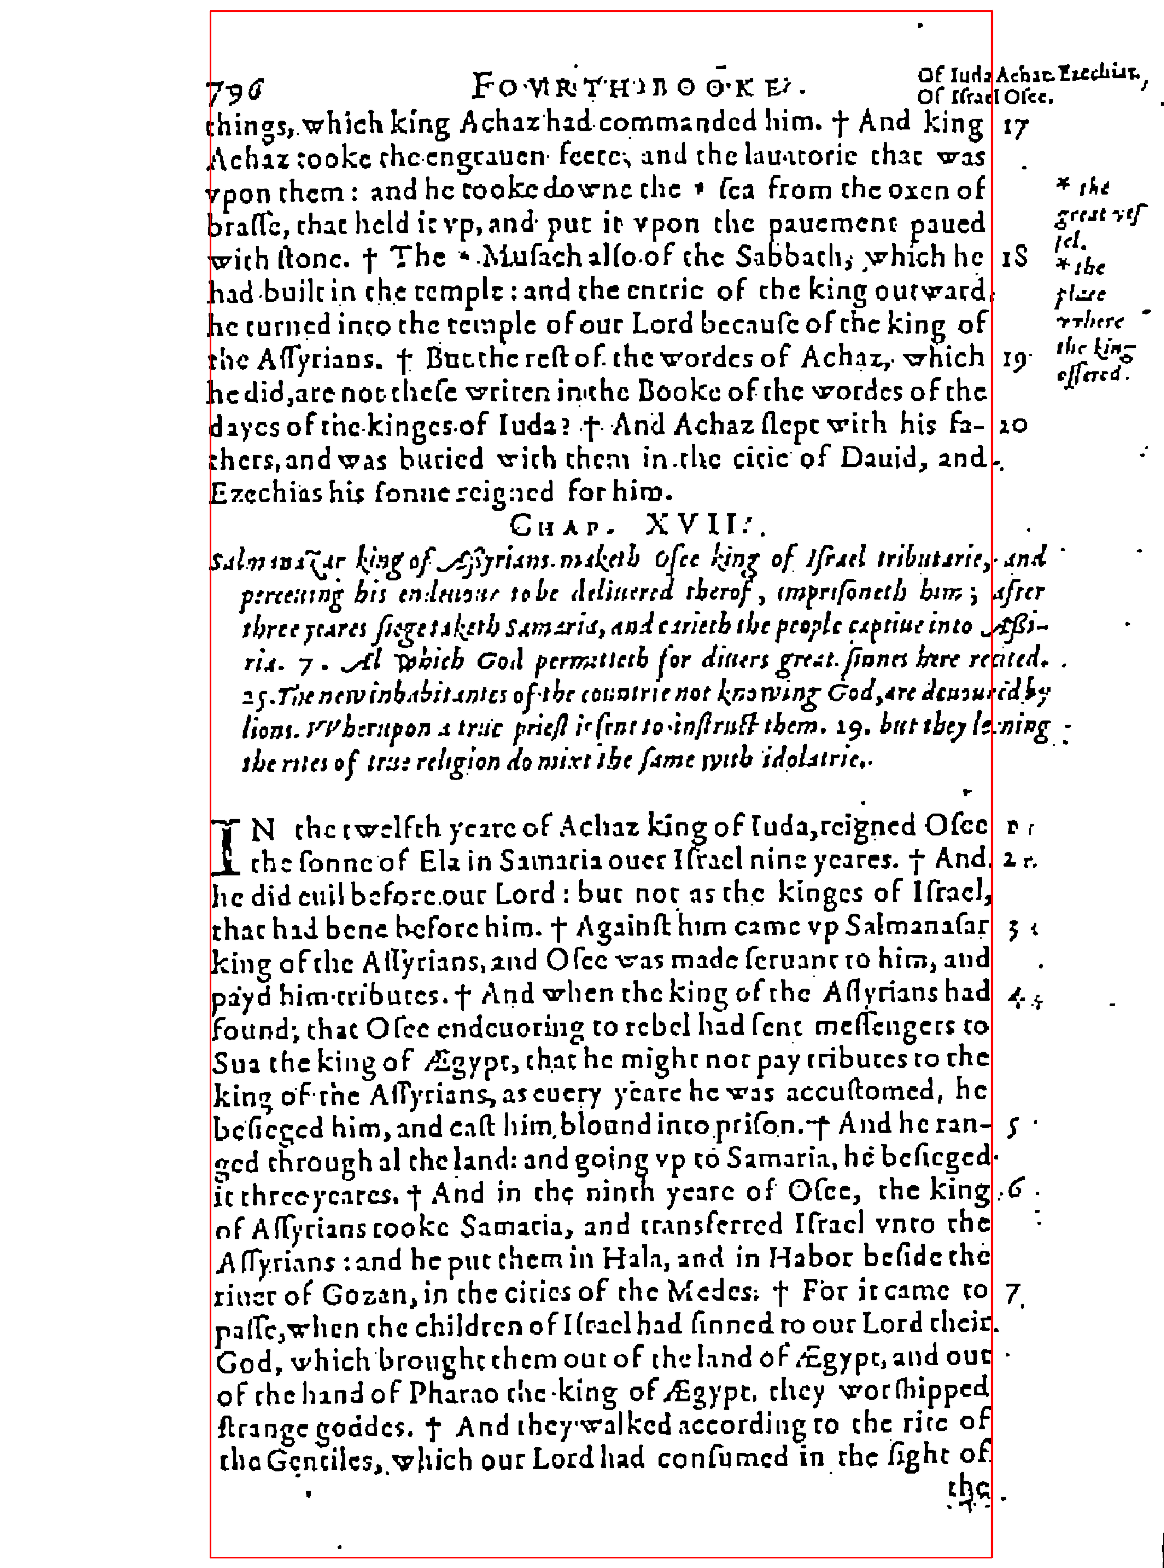 796 FOVRTH BOOKE. Of Iuda Achaz. Ezechias.
Of Israel Osee.
things, which king Achaz had commanded him. † And king 17
Achaz tooke the engrauen feete, and the lauatorie that was
vpon them: and he tooke downe the * sea from the oxen of
brasse, that held it vp, and put it vpon the pauement paued
with stone. † The * Musach also of the Sabbath, which he 18
had built in the temple: and the entrie of the king outward
he turned into the temple of our Lord because of the king of
the Assyrians. † But the rest of the wordes of Achaz, which 19
he did, are not these writen in the Booke of the wordes of the
dayes of the kinges of Iuda? † And Achaz slept with his fa- 20
thers, and was buried with them in the citie of Dauid, and
Ezechias his sonne reigned for him.
* the
great ves
sel.
* the
place
vvhere
the king
offered.
CHAP. XVII.
Salmanazar king of Assyrians maketh Osee king of Israel tributarie, and
perceiuing his endeuour to be deliuered therof, imprisoneth him; after
three yeares siege taketh Samaria, and carieth the people captiue into Assi-
ria. 7. Al which God permitteth for diuers great sinnes here recited.
25. The new inhabitantes of the countrie not knowing God, are deuoured by
lions. VVherupon a true priest is sent to instruct them. 29. but they lerning
the rites of true religion do mixt the same with idolatrie.
IN the twelfth yeare of Achaz king of Iuda, reigned Osee 1
the sonne of Ela in Samaria ouer Israel nine yeares. † And 2
he did euil before our Lord: but not as the kinges of Israel,
that had bene before him. † Against him came vp Salmanasar 3
king of the Assyrians, and Osee was made seruant to him, and
payd him tributes. † And when the king of the Assyrians had 4
found, that Osee endeuoring to rebel had sent messengers to
Sua the king of Ægypt, that he might not pay tributes to the
king of the Assyrians, as euery yeare he was accustomed, he
besieged him, and cast him bound into prison. † And he ran- 5
ged through al the land: and going vp to Samaria, he besieged
it three yeares. † And in the ninth yeare of Osee, the king 6
of Assyrians tooke Samaria, and transferred Israel vnto the
Assyrians: and he put them in Hala, and in Habor beside the
riuer of Gozan, in the cities of the Medes. † For it came to 7
passe, when the children of Israel had sinned to our Lord their
God, which brought them out of the land of Ægypt, and out
of the hand of Pharao the king of Ægypt, they worshipped
strange goddes. † And they walked according to the rite of
the Gentiles, which our Lord had consumed in the sight of
the